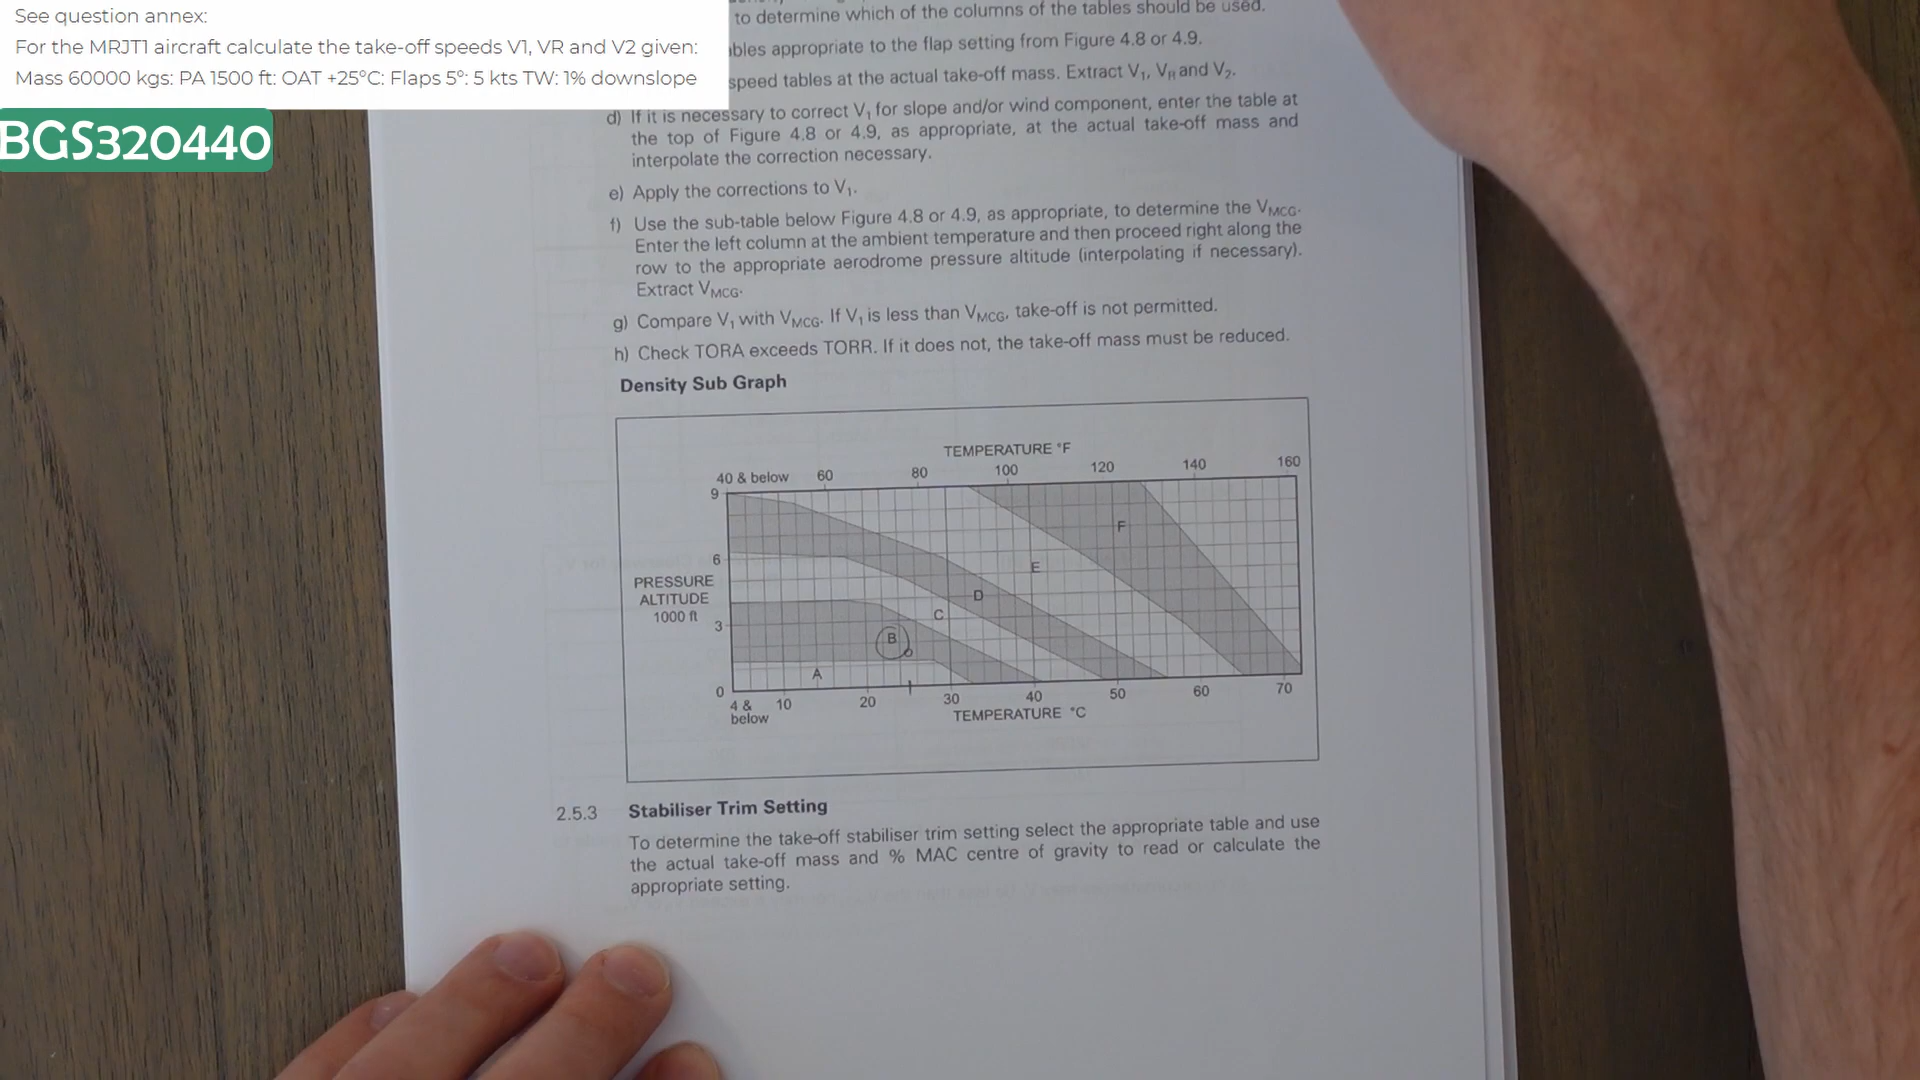 See question annex:
For the MRJT1 aircraft calculate the take-off speeds V1, VR and V2 given:
Mass 60000 kgs: PA 1500 ft: OAT +25°C: Flaps 5°: 5 kts TW: 1% downslope
BGS320440
to determine which of the columns of the tables should be used.
bles appropriate to the flap setting from Figure 4.8 or 4.9.
speed tables at the actual take-off mass. Extract V1, VR and V2.
d) If it is necessary to correct V1 for slope and/or wind component, enter the table at
the top of Figure 4.8 or 4.9, as appropriate, at the actual take-off mass and
interpolate the correction necessary.
e) Apply the corrections to V1.
f) Use the sub-table below Figure 4.8 or 4.9, as appropriate, to determine the VMCG.
Enter the left column at the ambient temperature and then proceed right along the
row to the appropriate aerodrome pressure altitude (interpolating if necessary).
Extract VMCG.
g) Compare V1 with VMCG. If V1 is less than VMCG, take-off is not permitted.
h) Check TORA exceeds TORR. If it does not, the take-off mass must be reduced.
Density Sub Graph
TEMPERATURE °F
40 & below 60 80 100 120 140 160
9
F
6
E
PRESSURE
ALTITUDE
1000 ft
D
C
3
B
A
0
4 &
below
10 20 30 40 50 60 70
TEMPERATURE °C
2.5.3 Stabiliser Trim Setting
To determine the take-off stabiliser trim setting select the appropriate table and use
the actual take-off mass and % MAC centre of gravity to read or calculate the
appropriate setting.